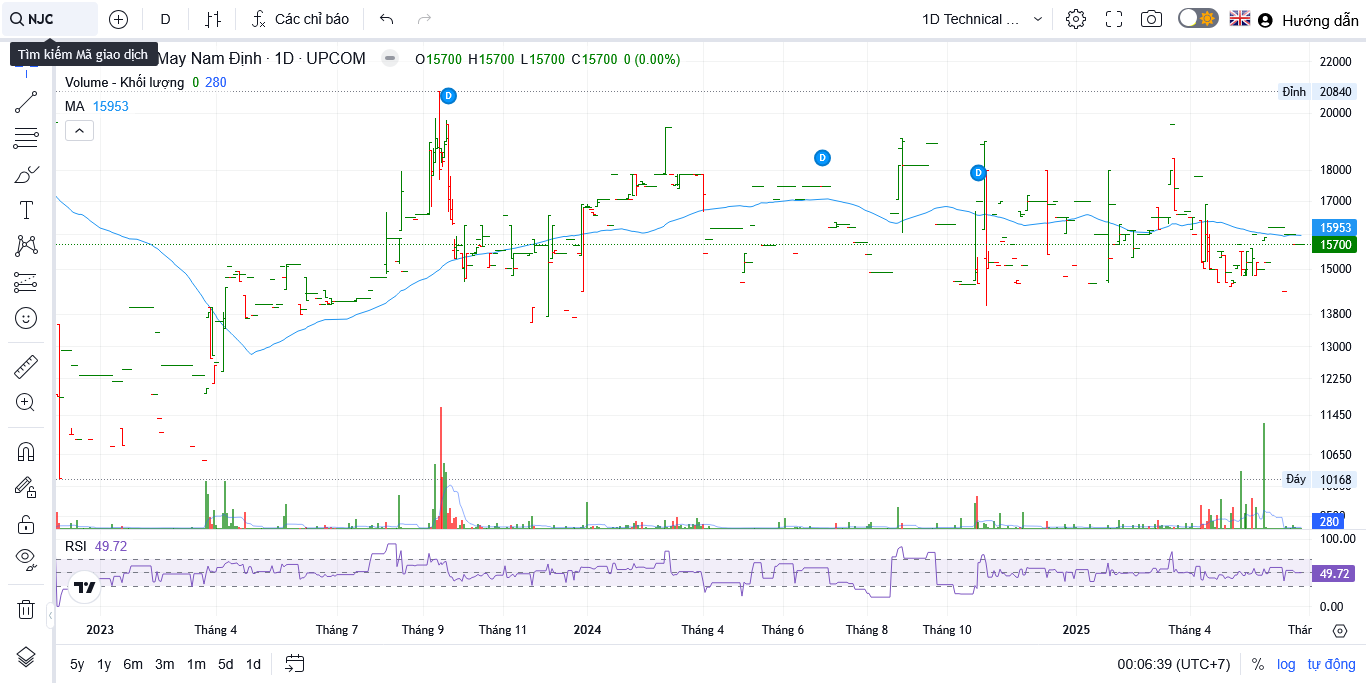 NJC
D
Các chỉ báo
1D Technical ...
Hướng dẫn
Tìm kiếm Mã giao dịch
May Nam Định · 1D · UPCOM
O15700 H15700 L15700 C15700 0 (0.00%)
Volume - Khối lượng 0 280
MA 15953
22000
Đỉnh 20840
20000
18000
17000
15953
15700
15000
13800
13000
12250
11450
10650
Đáy 10168
280
D
D
D
RSI 49.72
100.00
49.72
0.00
2023 Tháng 4 Tháng 7 Tháng 9 Tháng 11 2024 Tháng 4 Tháng 6 Tháng 8 Tháng 10 2025 Tháng 4 Thár
5y 1y 6m 3m 1m 5d 1d
00:06:39 (UTC+7) % log tự động